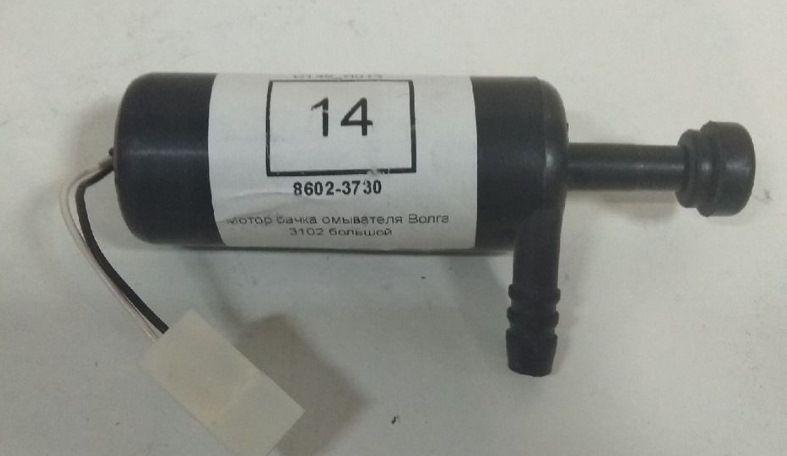 14
8602-3730
Мотор бачка омывателя Волга
3102 большой